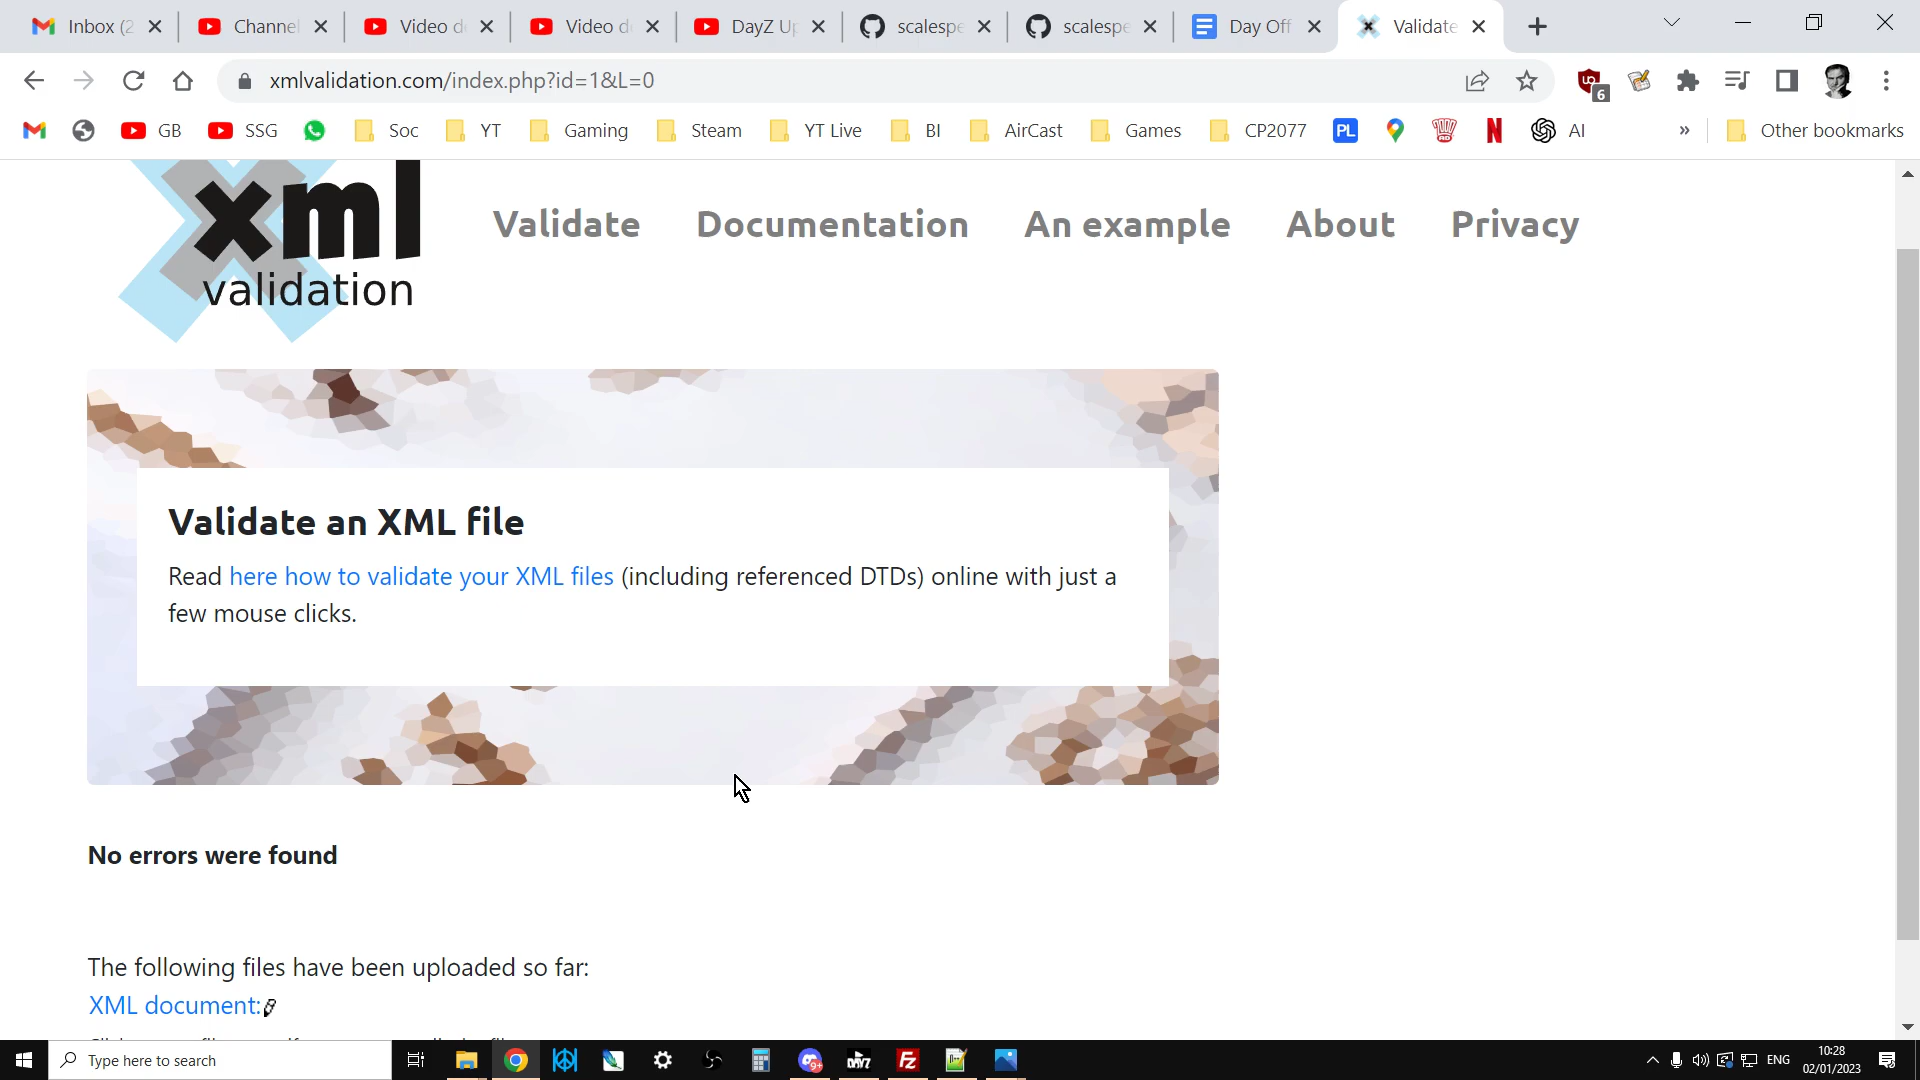 Inbox (2
Channel
Video d
Video d
DayZ Up
scalespe
scalespe
Day Off
Validate
xmlvalidation.com/index.php?id=1&L=0
6
GB
SSG
Soc
YT
Gaming
Steam
YT Live
BI
AirCast
Games
CP2077
PL
AI
»
Other bookmarks
xml
validation
Validate
Documentation
An example
About
Privacy
Validate an XML file
Read here how to validate your XML files (including referenced DTDs) online with just a
few mouse clicks.
No errors were found
The following files have been uploaded so far:
XML document:
Type here to search
DAYZ
ENG
10:28
02/01/2023